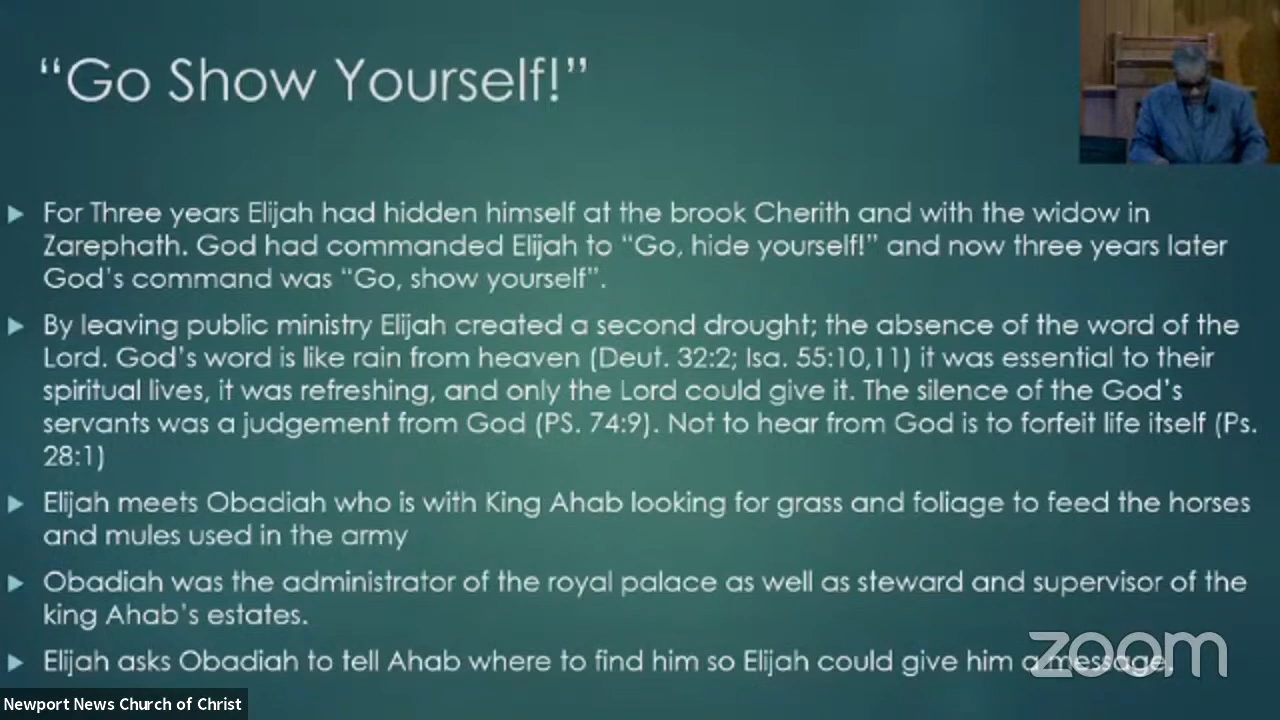 “Go Show Yourself!”
For Three years Elijah had hidden himself at the brook Cherith and with the widow in
Zarephath. God had commanded Elijah to “Go, hide yourself!” and now three years later
God’s command was “Go, show yourself”.
By leaving public ministry Elijah created a second drought; the absence of the word of the
Lord. God’s word is like rain from heaven (Deut. 32:2; Isa. 55:10,11) it was essential to their
spiritual lives, it was refreshing, and only the Lord could give it. The silence of the God’s
servants was a judgement from God (PS. 74:9). Not to hear from God is to forfeit life itself (Ps.
28:1)
Elijah meets Obadiah who is with King Ahab looking for grass and foliage to feed the horses
and mules used in the army
Obadiah was the administrator of the royal palace as well as steward and supervisor of the
king Ahab’s estates.
Elijah asks Obadiah to tell Ahab where to find him so Elijah could give him a message.
zoom
Newport News Church of Christ